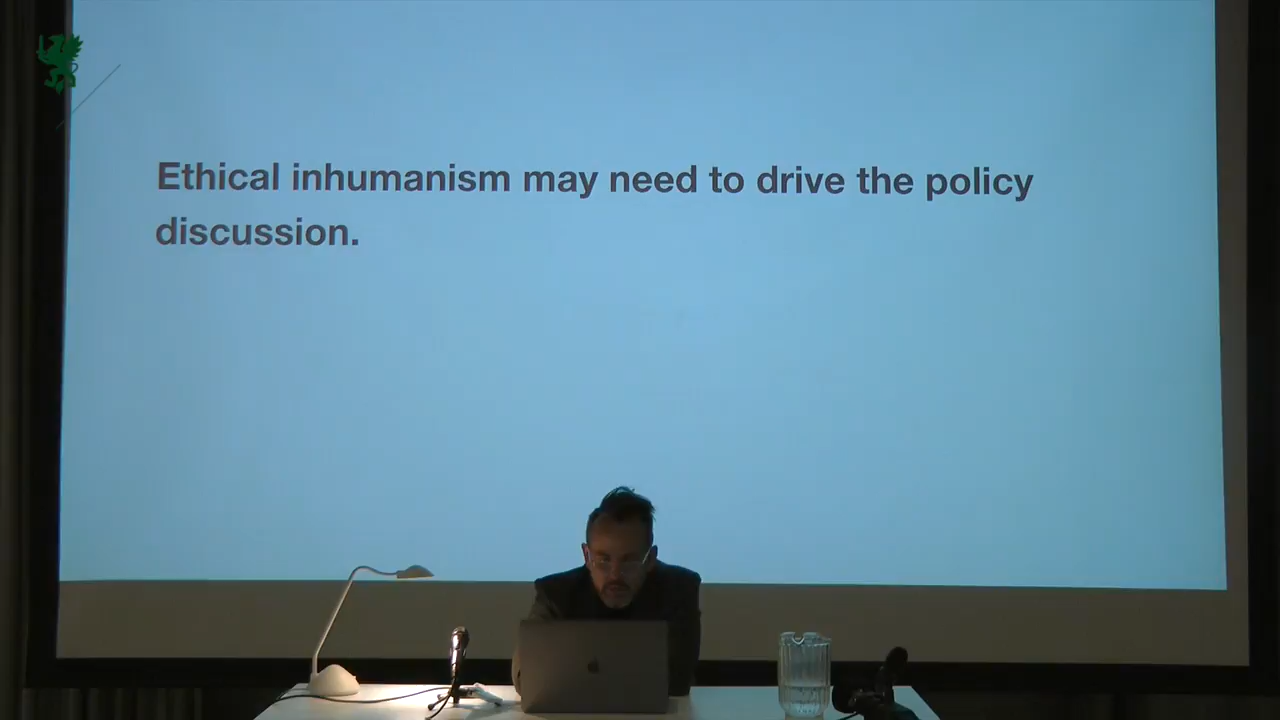 Ethical inhumanism may need to drive the policy
discussion.